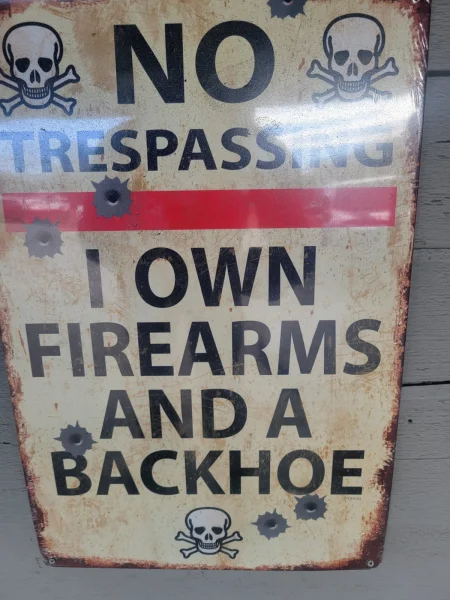 NO
TRESPASSING
I OWN
FIREARMS
AND A
BACKHOE